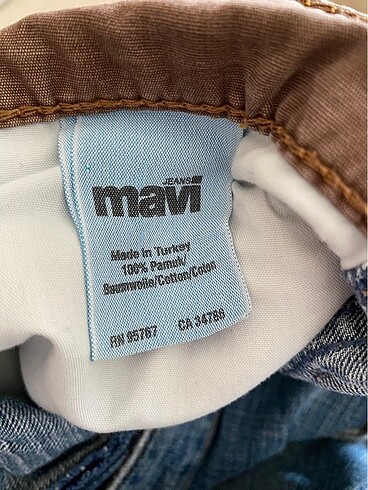 JEANS
mavi
Made in Turkey
100% Pamuk/
Baumwolle/Cotton/Coton
RN 95767 CA 34786